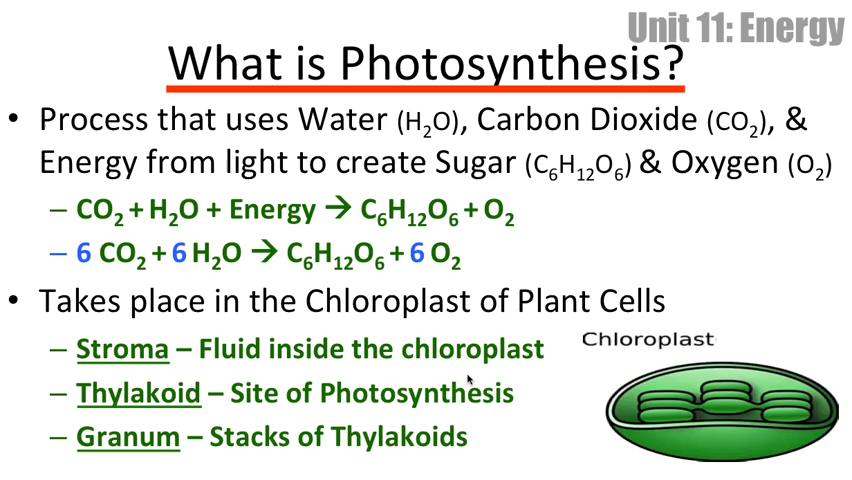 Unit 11: Energy
What is Photosynthesis?
• Process that uses Water (H₂O), Carbon Dioxide (CO₂), &
Energy from light to create Sugar (C₆H₁₂O₆) & Oxygen (O₂)
– CO₂ + H₂O + Energy → C₆H₁₂O₆ + O₂
– 6 CO₂ + 6 H₂O → C₆H₁₂O₆ + 6 O₂
• Takes place in the Chloroplast of Plant Cells
– Stroma – Fluid inside the chloroplast
Chloroplast
– Thylakoid – Site of Photosynthesis
– Granum – Stacks of Thylakoids